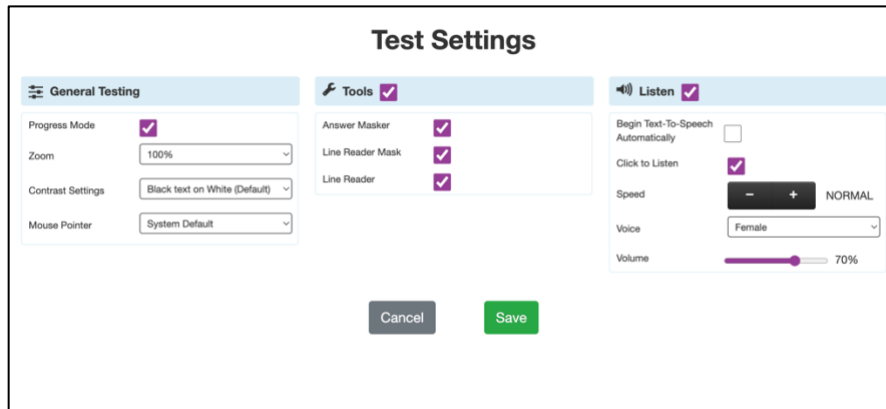 Test Settings
General Testing
Progress Mode
Zoom 100%
Contrast Settings Black text on White (Default)
Mouse Pointer System Default
Tools
Answer Masker
Line Reader Mask
Line Reader
Listen
Begin Text-To-Speech
Automatically
Click to Listen
Speed − + NORMAL
Voice Female
Volume 70%
Cancel Save